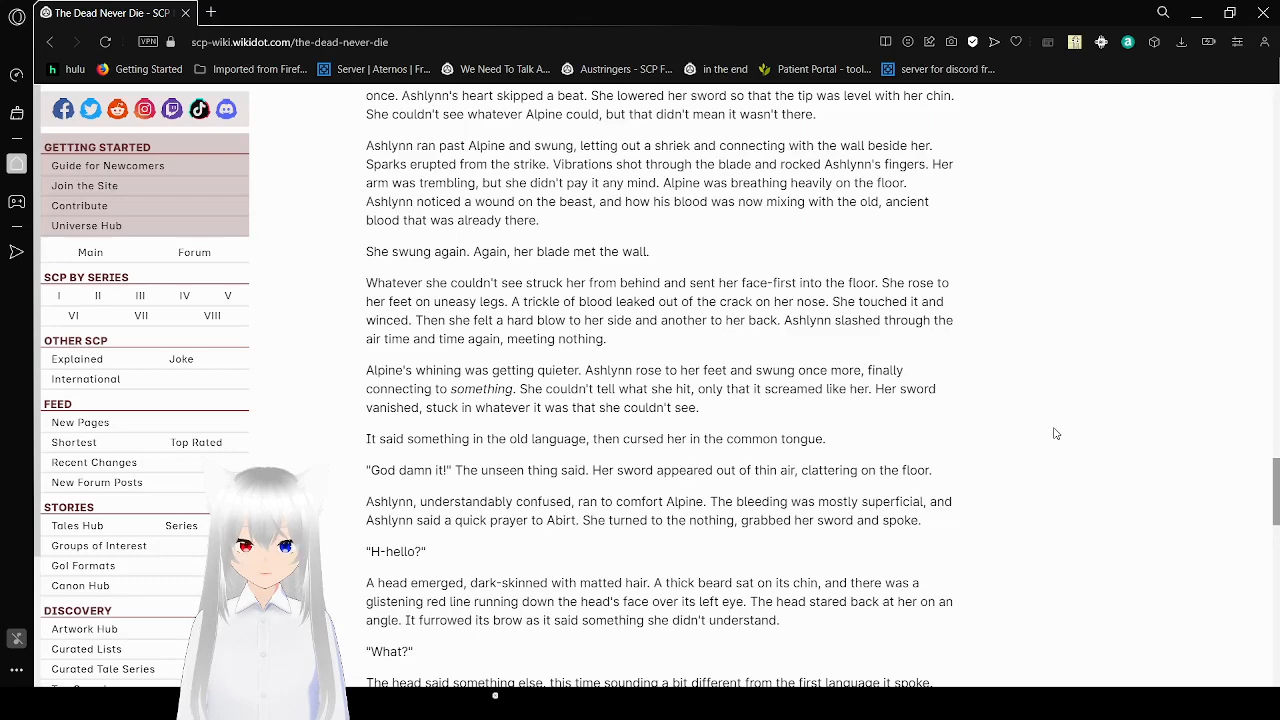 The Dead Never Die - SCP
scp-wiki.wikidot.com/the-dead-never-die
VPN
hulu
Getting Started
Imported from Firef...
Server | Aternos | Fr...
We Need To Talk A...
Austringers - SCP F...
in the end
Patient Portal - tool...
server for discord fr...
GETTING STARTED
Guide for Newcomers
Join the Site
Contribute
Universe Hub
Main Forum
SCP BY SERIES
I II III IV V
VI VII VIII
OTHER SCP
Explained Joke
International
FEED
New Pages
Shortest Top Rated
Recent Changes
New Forum Posts
STORIES
Tales Hub Series
Groups of Interest
GoI Formats
Canon Hub
DISCOVERY
Artwork Hub
Curated Lists
Curated Tale Series
once. Ashlynn's heart skipped a beat. She lowered her sword so that the tip was level with her chin.
She couldn't see whatever Alpine could, but that didn't mean it wasn't there.
Ashlynn ran past Alpine and swung, letting out a shriek and connecting with the wall beside her.
Sparks erupted from the strike. Vibrations shot through the blade and rocked Ashlynn's fingers. Her
arm was trembling, but she didn't pay it any mind. Alpine was breathing heavily on the floor.
Ashlynn noticed a wound on the beast, and how his blood was now mixing with the old, ancient
blood that was already there.
She swung again. Again, her blade met the wall.
Whatever she couldn't see struck her from behind and sent her face-first into the floor. She rose to
her feet on uneasy legs. A trickle of blood leaked out of the crack on her nose. She touched it and
winced. Then she felt a hard blow to her side and another to her back. Ashlynn slashed through the
air time and time again, meeting nothing.
Alpine's whining was getting quieter. Ashlynn rose to her feet and swung once more, finally
connecting to something. She couldn't tell what she hit, only that it screamed like her. Her sword
vanished, stuck in whatever it was that she couldn't see.
It said something in the old language, then cursed her in the common tongue.
"God damn it!" The unseen thing said. Her sword appeared out of thin air, clattering on the floor.
Ashlynn, understandably confused, ran to comfort Alpine. The bleeding was mostly superficial, and
Ashlynn said a quick prayer to Abirt. She turned to the nothing, grabbed her sword and spoke.
"H-hello?"
A head emerged, dark-skinned with matted hair. A thick beard sat on its chin, and there was a
glistening red line running down the head's face over its left eye. The head stared back at her on an
angle. It furrowed its brow as it said something she didn't understand.
"What?"
The head said something else, this time sounding a bit different from the first language it spoke.